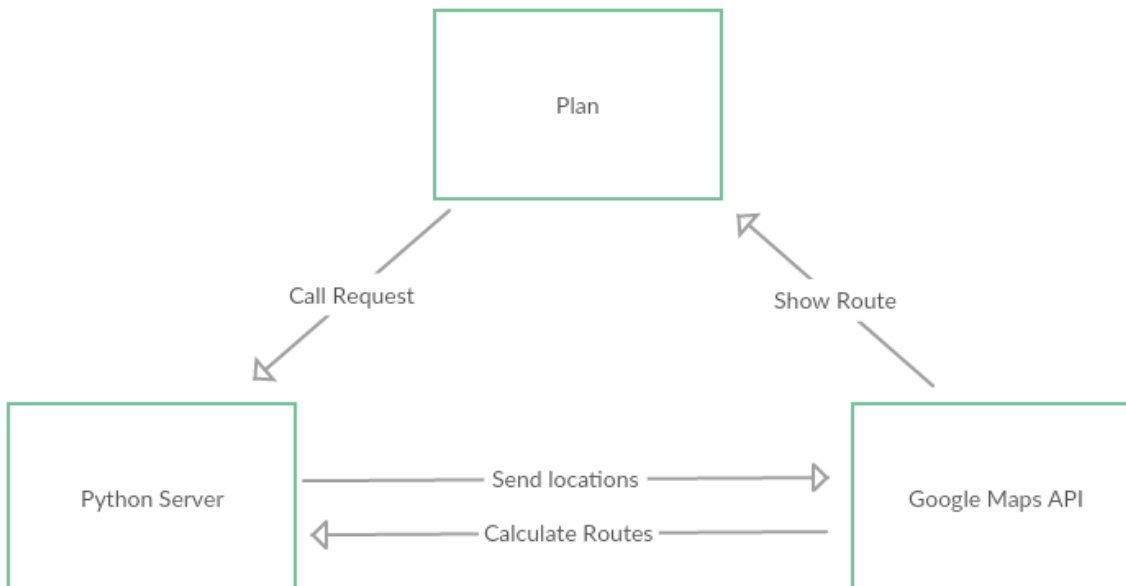 Plan
Call Request
Show Route
Send locations
Python Server
Google Maps API
Calculate Routes